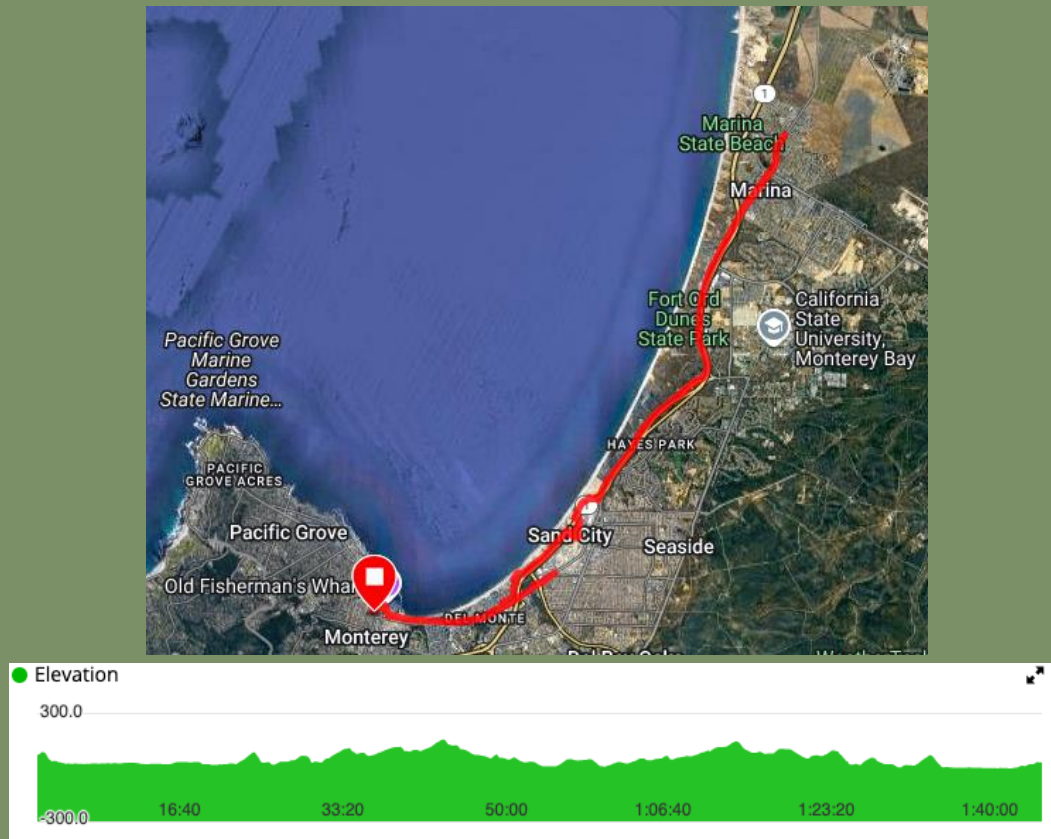 1
Marina
State Beach
Marina
Fort Ord
Dunes
State Park
California
State
University,
Monterey Bay
Pacific Grove
Marine
Gardens
State Marine...
HAYES PARK
PACIFIC
GROVE ACRES
Pacific Grove
Sand City
Seaside
Old Fisherman's Whar
DEL MONTE
Monterey
Elevation
300.0
-300.0
16:40
33:20
50:00
1:06:40
1:23:20
1:40:00